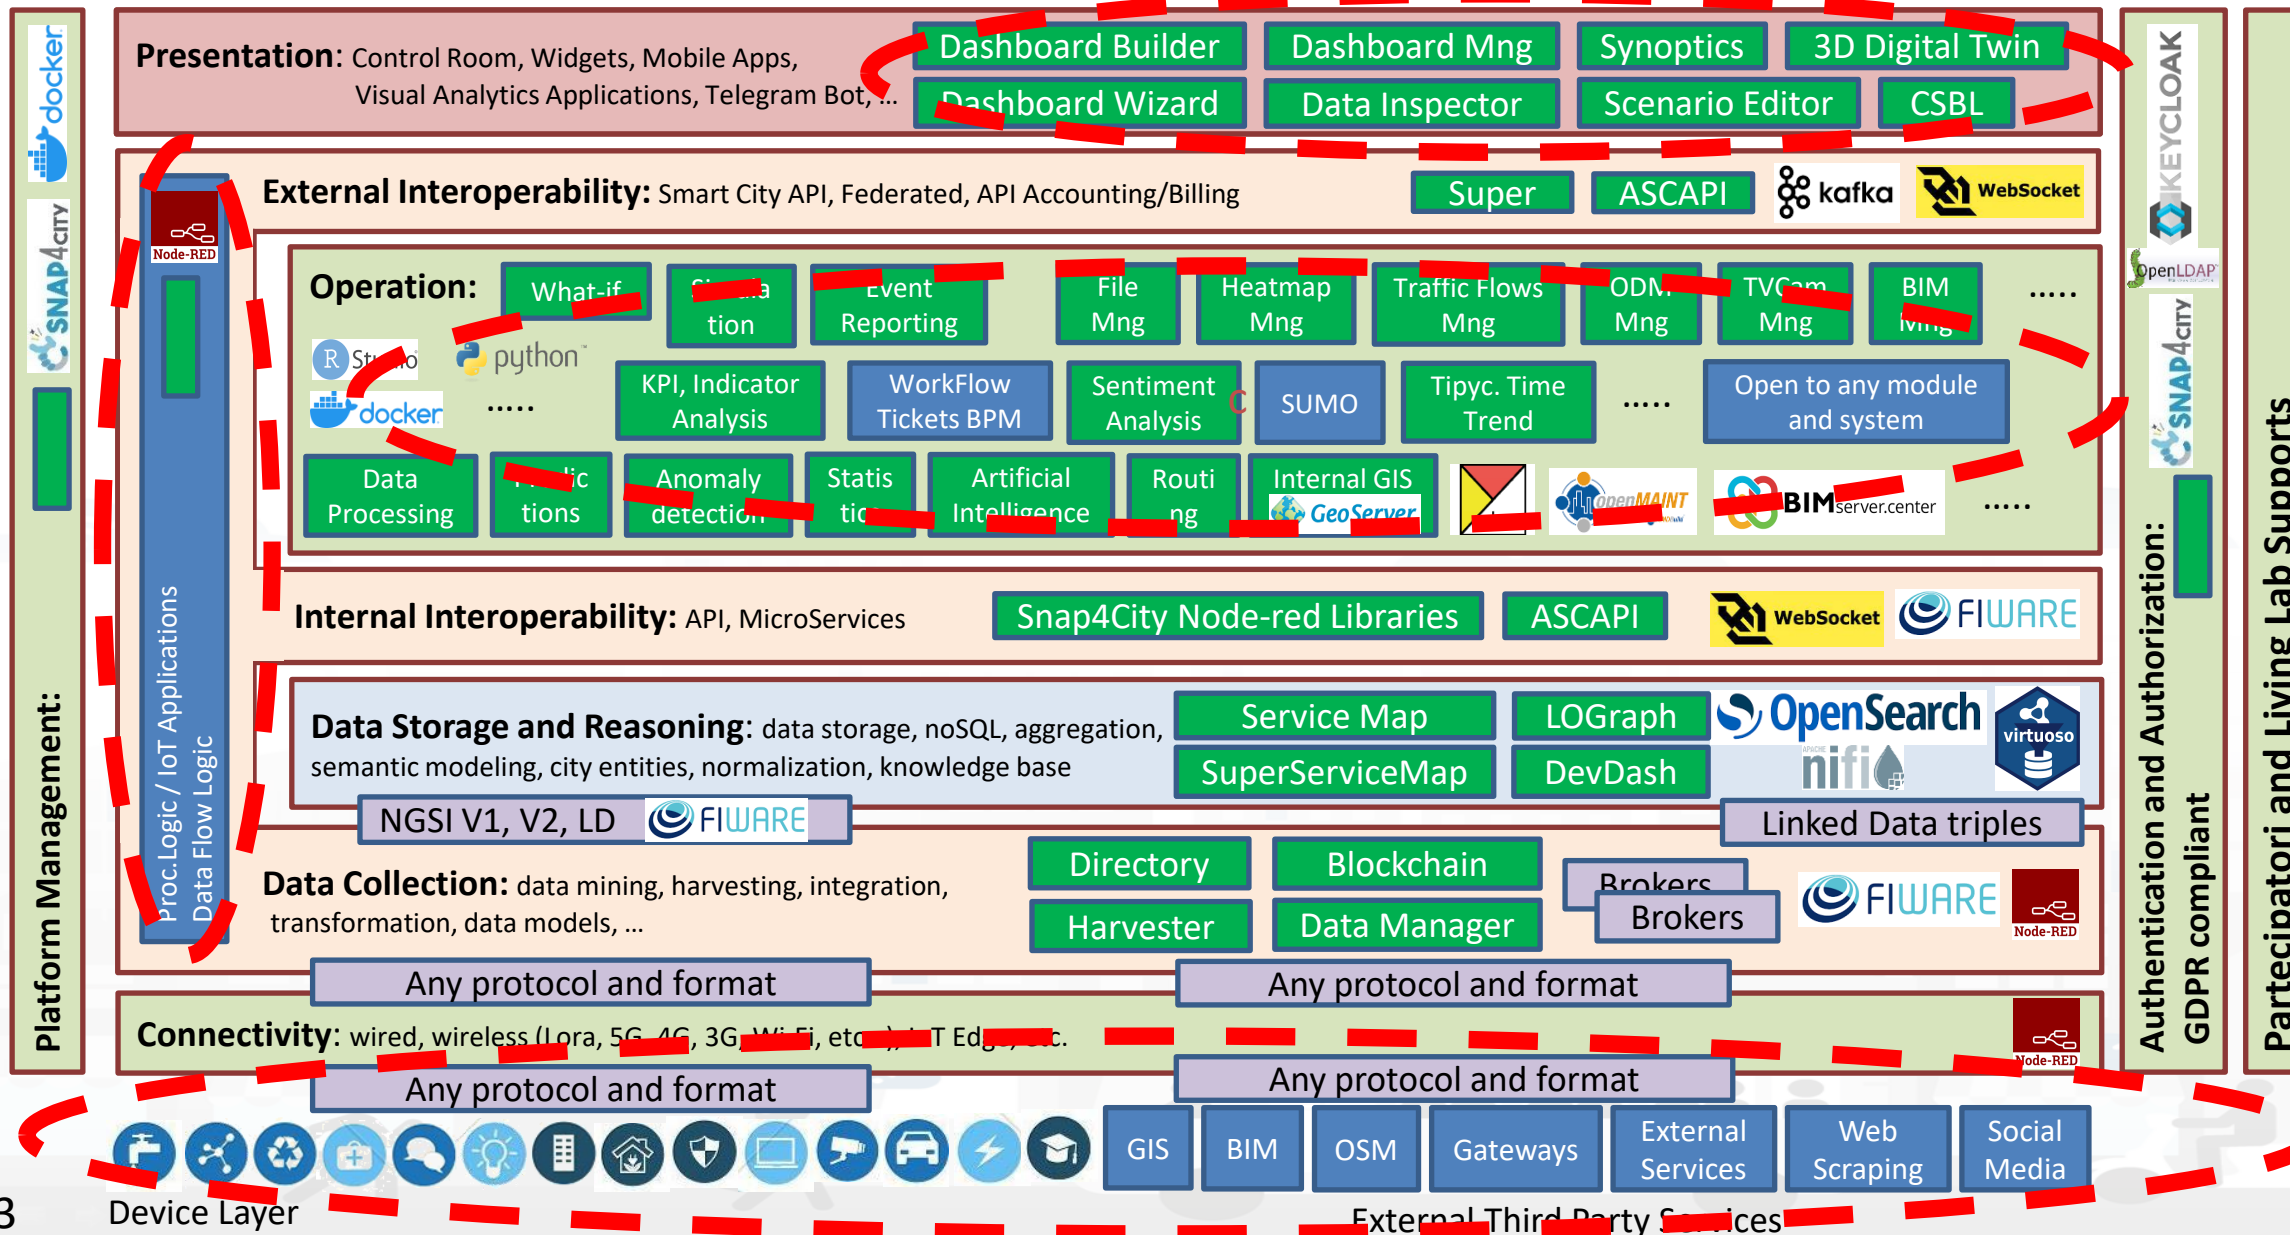 Presentation: Control Room, Widgets, Mobile Apps,
Visual Analytics Applications, Telegram Bot, ...
Dashboard Builder
Dashboard Mng
Synoptics
3D Digital Twin
Dashboard Wizard
Data Inspector
Scenario Editor
CSBL
External Interoperability: Smart City API, Federated, API Accounting/Billing
Super
ASCAPI
kafka
WebSocket
Node-RED
Proc.Logic / IoT Applications
Data Flow Logic
Operation:
What-if
tion
Event
Reporting
File
Mng
Heatmap
Mng
Traffic Flows
Mng
ODM
Mng
TVCam
Mng
BIM
Mng
.....
R Studio
python
docker
.....
KPI, Indicator
Analysis
WorkFlow
Tickets BPM
Sentiment
Analysis
C
SUMO
Tipyc. Time
Trend
.....
Open to any module
and system
Data
Processing
tions
Anomaly
detection
Statis
tics
Artificial
Intelligence
Routi
ng
Internal GIS
GeoServer
openMAINT
BIMserver.center
.....
Internal Interoperability: API, MicroServices
Snap4City Node-red Libraries
ASCAPI
WebSocket
FIWARE
Data Storage and Reasoning: data storage, noSQL, aggregation,
semantic modeling, city entities, normalization, knowledge base
Service Map
LOGraph
OpenSearch
virtuoso
SuperServiceMap
DevDash
APACHE
nifi
NGSI V1, V2, LD FIWARE
Linked Data triples
Data Collection: data mining, harvesting, integration,
transformation, data models, ...
Directory
Blockchain
Harvester
Data Manager
Brokers
Brokers
FIWARE
Node-RED
Any protocol and format
Any protocol and format
Connectivity: wired, wireless (Lora, 5G, 4G, 3G, Wi-Fi, etc.), IoT Edge, etc.
Node-RED
Any protocol and format
Any protocol and format
GIS
BIM
OSM
Gateways
External
Services
Web
Scraping
Social
Media
3
Device Layer
External Third Party Services
Platform Management:
SNAP4CITY
docker
Authentication and Authorization:
GDPR compliant
SNAP4CITY
OpenLDAP
KEYCLOAK
Partecipatori and Living Lab Supports